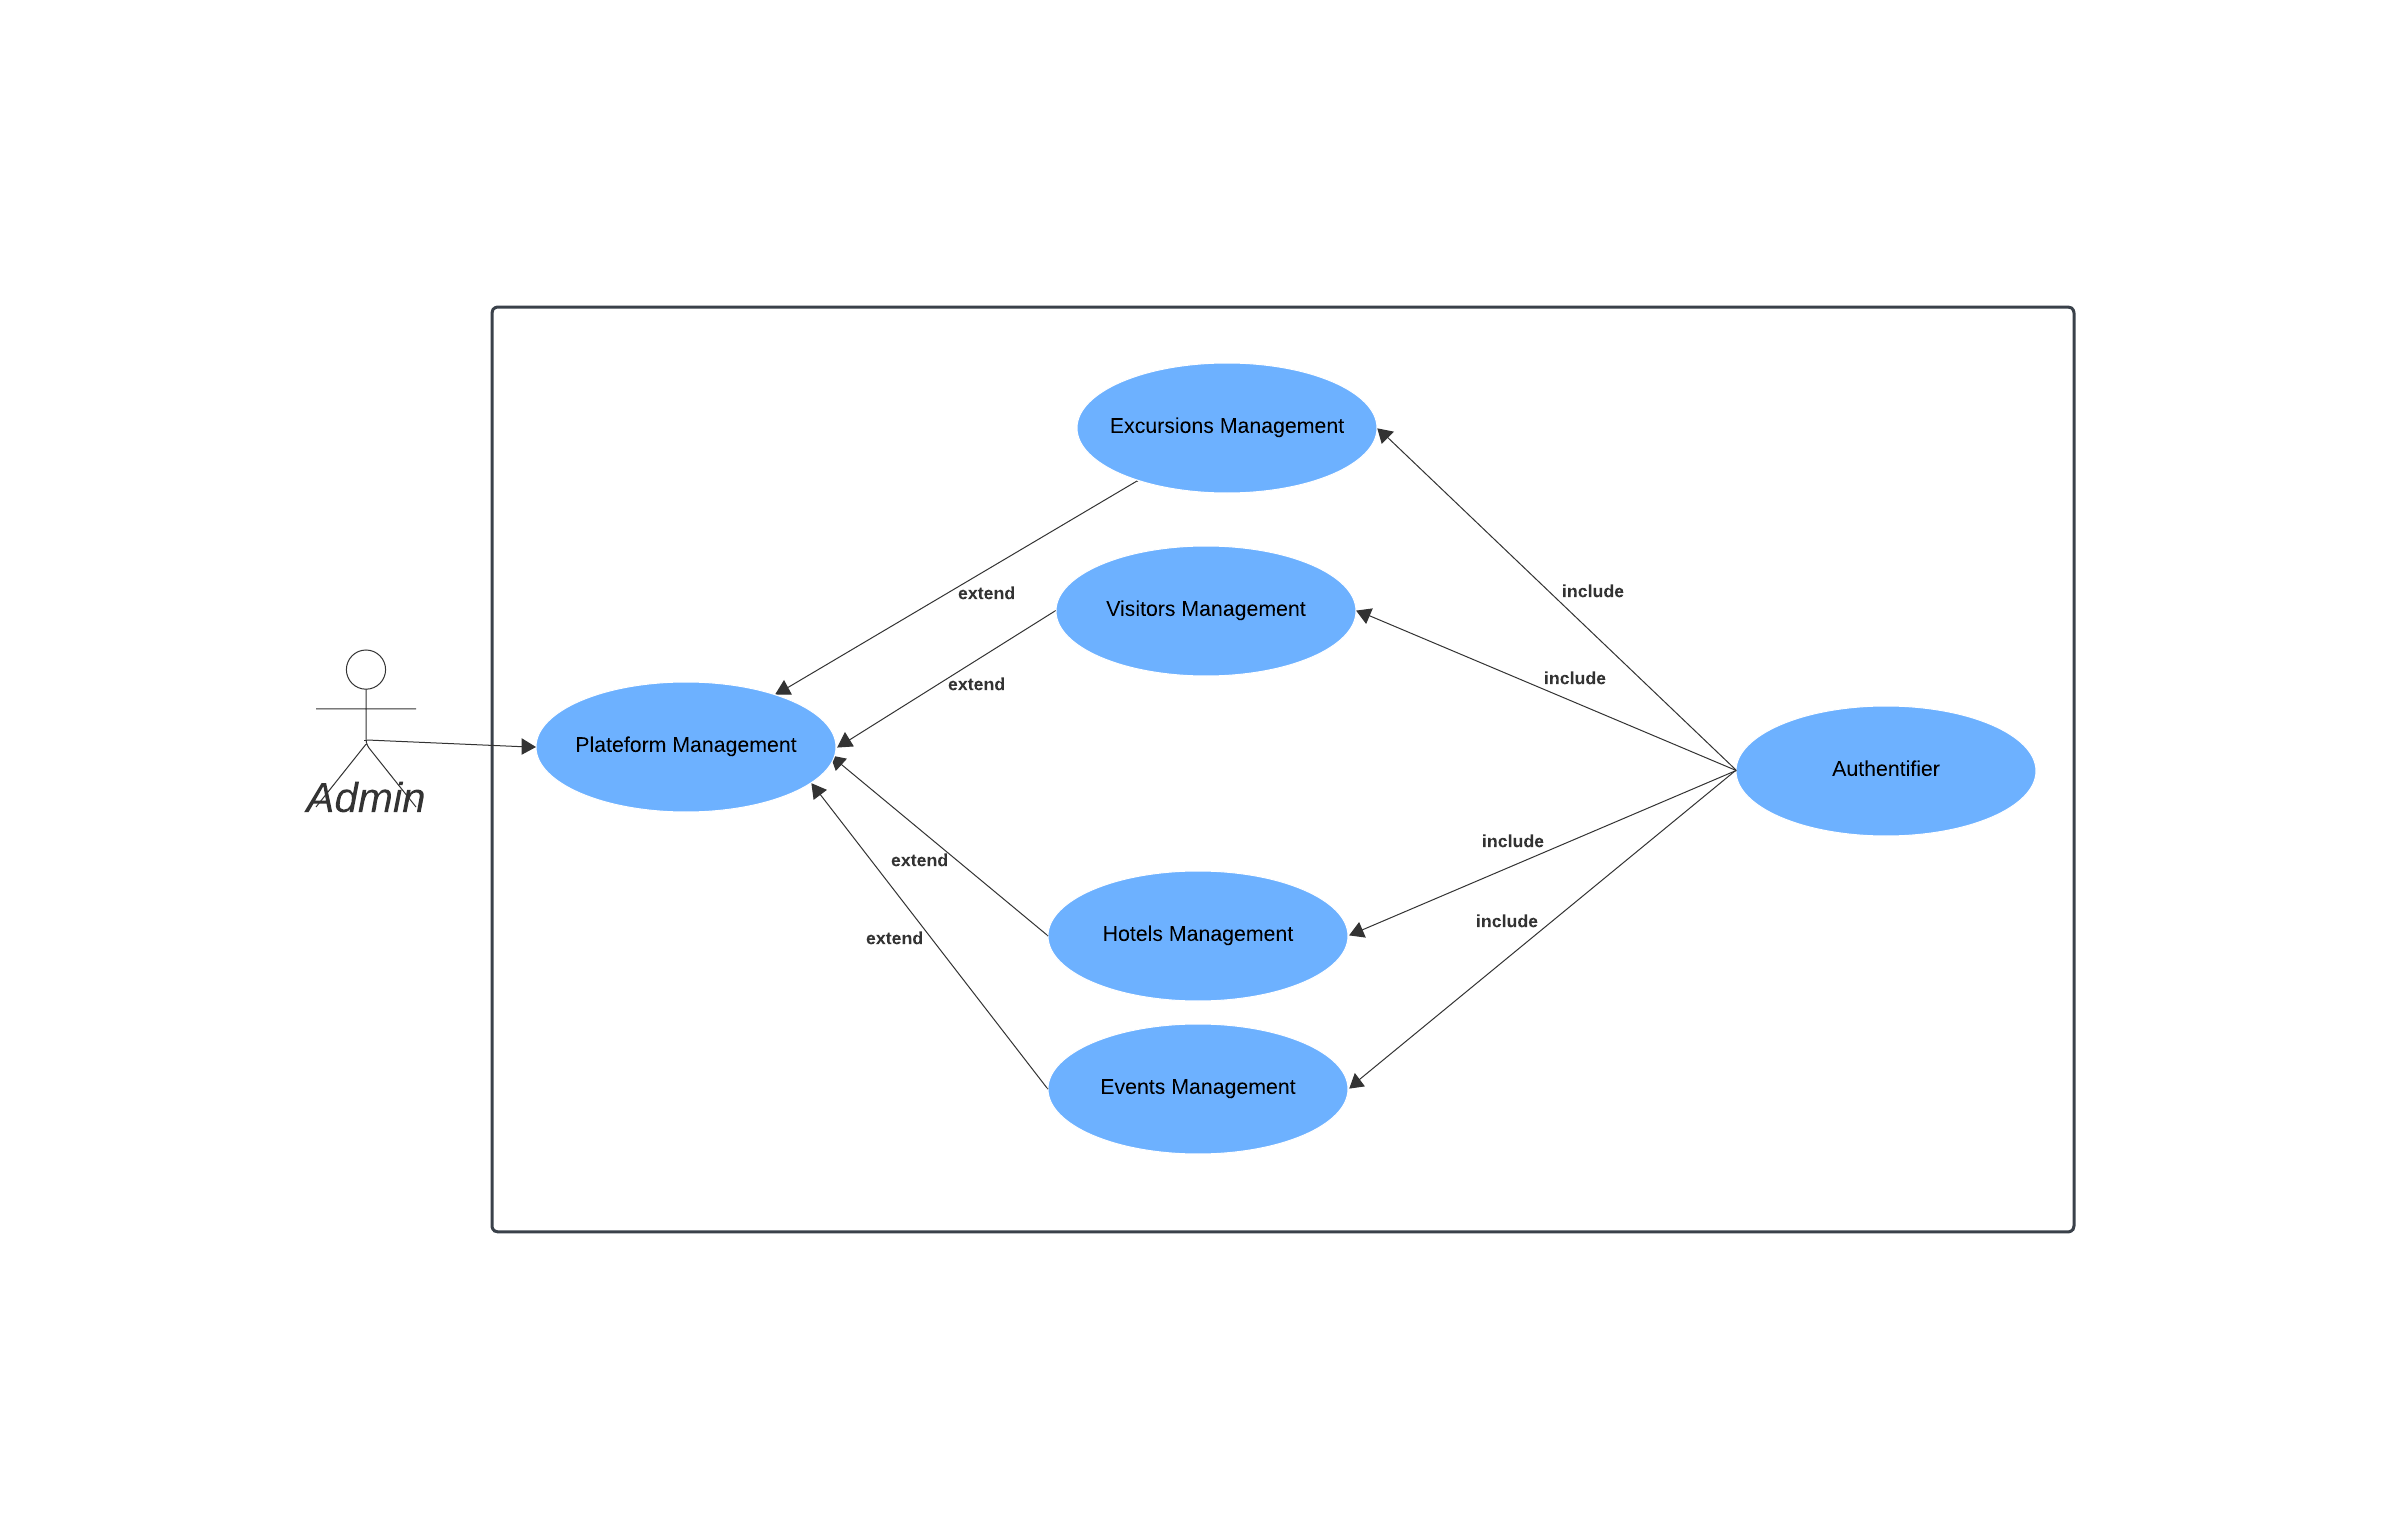 Excursions Management
extend
include
Visitors Management
extend
include
Admin
Plateform Management
Authentifier
extend
include
Hotels Management
extend
include
Events Management